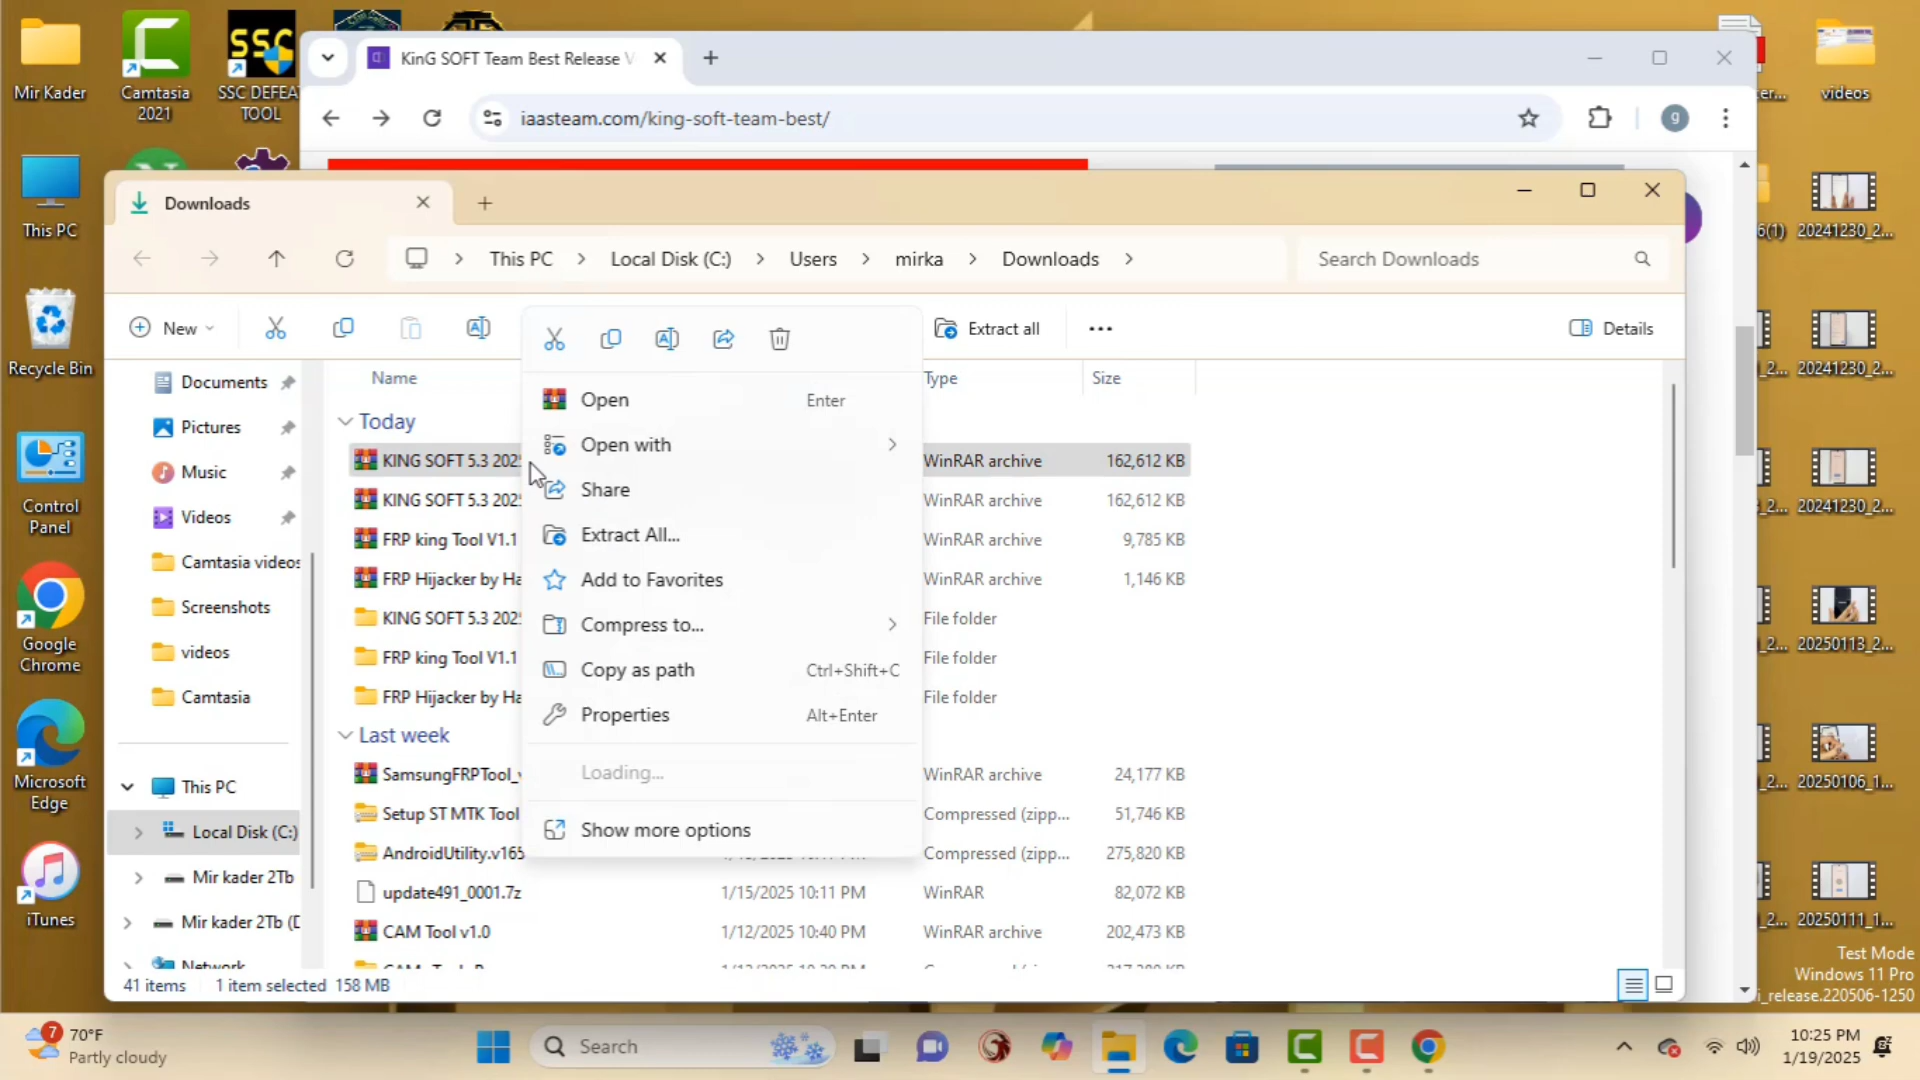 Mir Kader
Camtasia
2021
SSC
SSC DEFEA
TOOL
This PC
Recycle Bin
Control
Panel
Google
Chrome
Microsoft
Edge
iTunes
KinG SOFT Team Best Release V
iaasteam.com/king-soft-team-best/
g
Downloads
This PC > Local Disk (C:) > Users > mirka > Downloads >
Search Downloads
New
Extract all
Details
Documents
Pictures
Music
Videos
Camtasia videos
Screenshots
videos
Camtasia
This PC
Local Disk (C:)
Mir kader 2Tb
Mir kader 2Tb (D
Network
Name
Type
Size
Today
KING SOFT 5.3 202
WinRAR archive
162,612 KB
KING SOFT 5.3 202
WinRAR archive
162,612 KB
FRP king Tool V1.1
WinRAR archive
9,785 KB
FRP Hijacker by Ha
WinRAR archive
1,146 KB
KING SOFT 5.3 202
File folder
FRP king Tool V1.1
File folder
FRP Hijacker by Ha
File folder
Last week
SamsungFRPTool_
WinRAR archive
24,177 KB
Setup ST MTK Tool
Compressed (zipp...
51,746 KB
AndroidUtility.v165
Compressed (zipp...
275,820 KB
update491_0001.7z
1/15/2025 10:11 PM
WinRAR
82,072 KB
CAM Tool v1.0
1/12/2025 10:40 PM
WinRAR archive
202,473 KB
Open
Enter
Open with
Share
Extract All...
Add to Favorites
Compress to...
Copy as path
Ctrl+Shift+C
Properties
Alt+Enter
Loading...
Show more options
41 items
1 item selected 158 MB
videos
20241230_2...
20241230_2...
20241230_2...
20250113_2...
20250106_1...
20250111_1...
Test Mode
Windows 11 Pro
i_release.220506-1250
7
70°F
Partly cloudy
Search
10:25 PM
1/19/2025